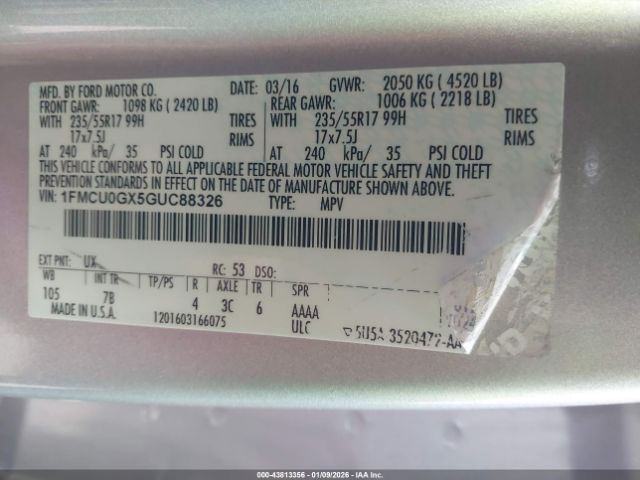 MFD. BY FORD MOTOR CO. DATE: 03/16 GVWR: 2050 KG (4520 LB)
FRONT GAWR: 1098 KG (2420 LB) REAR GAWR: 1006 KG (2218 LB)
WITH 235/55R17 99H TIRES WITH 235/55R17 99H TIRES
17x7.5J RIMS 17x7.5J RIMS
AT 240 kPa/ 35 PSI COLD AT 240 kPa/ 35 PSI COLD
THIS VEHICLE CONFORMS TO ALL APPLICABLE FEDERAL MOTOR VEHICLE SAFETY AND THEFT
PREVENTION STANDARDS IN EFFECT ON THE DATE OF MANUFACTURE SHOWN ABOVE.
VIN: 1FMCU0GX5GUC88326 TYPE: MPV
EXT PNT: UX RC: 53 DSO:
WB INT TR TP/PS R AXLE TR SPR
105 7B 4 3C 6 AAAA
MADE IN U.S.A. 1201603166075 ULC 5U5A 3520472-AA
000-43813356 - 01/09/2026 - IAA Inc.